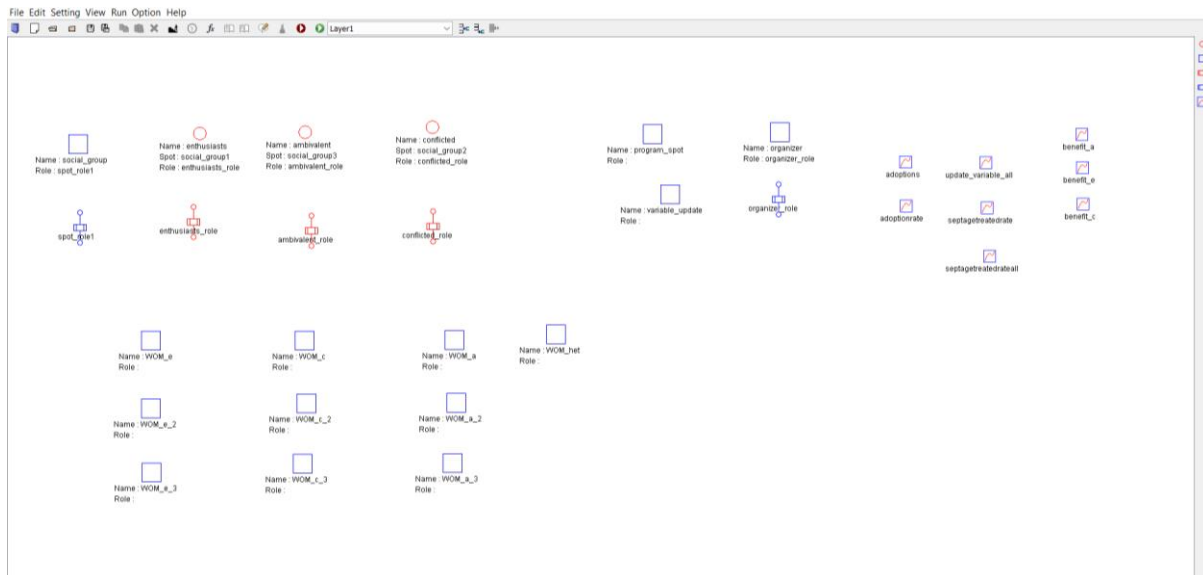 File Edit Setting View Run Option Help
Layer1
Name : social_group
Role : spot_role1
Name : enthusiasts
Spot : social_group1
Role : enthusiasts_role
Name : ambivalent
Spot : social_group3
Role : ambivalent_role
Name : conflicted
Spot : social_group2
Role : conflicted_role
Name : program_spot
Role :
Name : organizer
Role : organizer_role
adoptions
update_variable_all
benefit_a
benefit_e
benefit_c
spot_role1
enthusiasts_role
ambivalent_role
conflicted_role
Name : variable_update
Role :
organizer_role
adoptionrate
septagetreatedrate
septagetreatedrateall
Name : WOM_e
Role :
Name : WOM_c
Role :
Name : WOM_a
Role :
Name : WOM_het
Role :
Name : WOM_e_2
Role :
Name : WOM_c_2
Role :
Name : WOM_a_2
Role :
Name : WOM_e_3
Role :
Name : WOM_c_3
Role :
Name : WOM_a_3
Role :